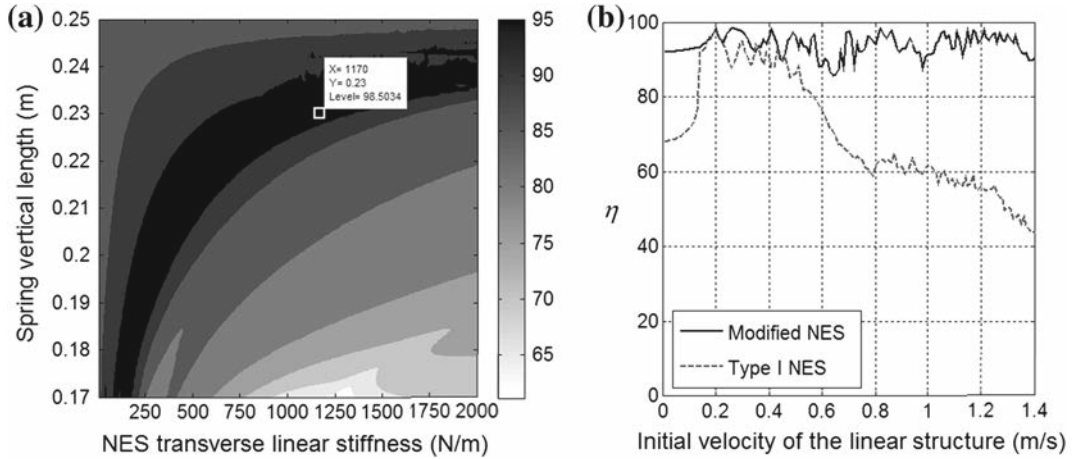 (a)
Spring vertical length (m)
0.25
0.24
0.23
0.22
0.21
0.2
0.19
0.18
0.17
X= 1170
Y= 0.23
Level= 98.5034
250 500 750 1000 1250 1500 1750 2000
NES transverse linear stiffness (N/m)
95
90
85
80
75
70
65
(b)
η
100
80
60
40
20
0
Modified NES
Type I NES
0 0.2 0.4 0.6 0.8 1 1.2 1.4
Initial velocity of the linear structure (m/s)